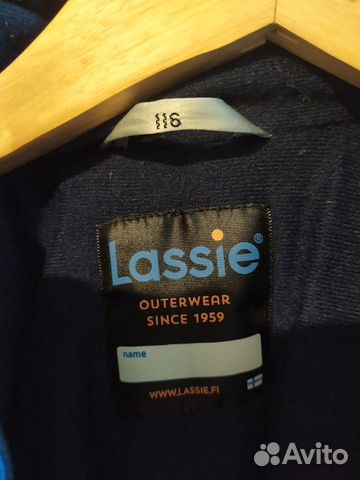 116
Lassie®
OUTERWEAR
SINCE 1959
name
WWW.LASSIE.FI
Avito